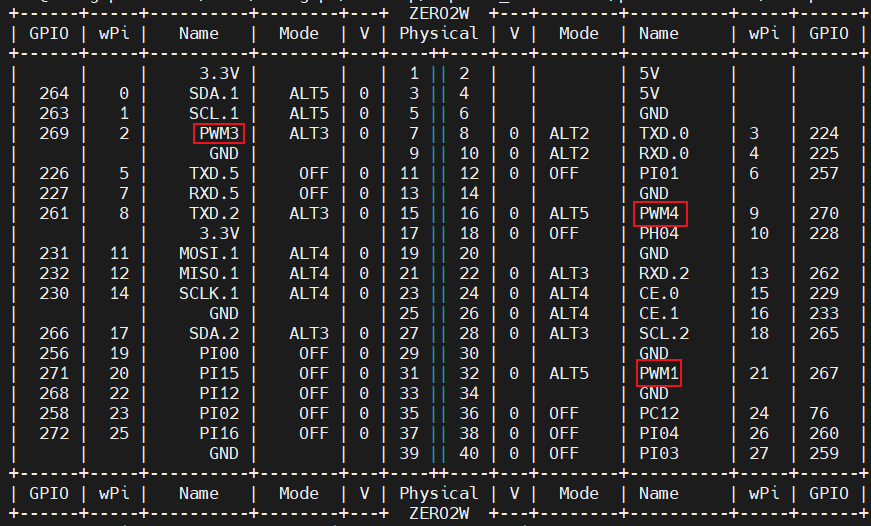 +------+-----+----------+--------+---+  ZERO2W  +---+--------+----------+-----+------+
| GPIO | wPi |   Name   |  Mode  | V | Physical | V |  Mode  | Name     | wPi | GPIO |
+------+-----+----------+--------+---+----++----+---+--------+----------+-----+------+
|      |     |     3.3V |        |   |  1 || 2  |   |        | 5V       |     |      |
|  264 |   0 |    SDA.1 |   ALT5 | 0 |  3 || 4  |   |        | 5V       |     |      |
|  263 |   1 |    SCL.1 |   ALT5 | 0 |  5 || 6  |   |        | GND      |     |      |
|  269 |   2 |     PWM3 |   ALT3 | 0 |  7 || 8  | 0 | ALT2   | TXD.0    | 3   | 224  |
|      |     |      GND |        |   |  9 || 10 | 0 | ALT2   | RXD.0    | 4   | 225  |
|  226 |   5 |    TXD.5 |    OFF | 0 | 11 || 12 | 0 | OFF    | PI01     | 6   | 257  |
|  227 |   7 |    RXD.5 |    OFF | 0 | 13 || 14 |   |        | GND      |     |      |
|  261 |   8 |    TXD.2 |   ALT3 | 0 | 15 || 16 | 0 | ALT5   | PWM4     | 9   | 270  |
|      |     |     3.3V |        |   | 17 || 18 | 0 | OFF    | PH04     | 10  | 228  |
|  231 |  11 |   MOSI.1 |   ALT4 | 0 | 19 || 20 |   |        | GND      |     |      |
|  232 |  12 |   MISO.1 |   ALT4 | 0 | 21 || 22 | 0 | ALT3   | RXD.2    | 13  | 262  |
|  230 |  14 |   SCLK.1 |   ALT4 | 0 | 23 || 24 | 0 | ALT4   | CE.0     | 15  | 229  |
|      |     |      GND |        |   | 25 || 26 | 0 | ALT4   | CE.1     | 16  | 233  |
|  266 |  17 |    SDA.2 |   ALT3 | 0 | 27 || 28 | 0 | ALT3   | SCL.2    | 18  | 265  |
|  256 |  19 |     PI00 |    OFF | 0 | 29 || 30 |   |        | GND      |     |      |
|  271 |  20 |     PI15 |    OFF | 0 | 31 || 32 | 0 | ALT5   | PWM1     | 21  | 267  |
|  268 |  22 |     PI12 |    OFF | 0 | 33 || 34 |   |        | GND      |     |      |
|  258 |  23 |     PI02 |    OFF | 0 | 35 || 36 | 0 | OFF    | PC12     | 24  | 76   |
|  272 |  25 |     PI16 |    OFF | 0 | 37 || 38 | 0 | OFF    | PI04     | 26  | 260  |
|      |     |      GND |        |   | 39 || 40 | 0 | OFF    | PI03     | 27  | 259  |
+------+-----+----------+--------+---+----++----+---+--------+----------+-----+------+
| GPIO | wPi |   Name   |  Mode  | V | Physical | V |  Mode  | Name     | wPi | GPIO |
+------+-----+----------+--------+---+  ZERO2W  +---+--------+----------+-----+------+